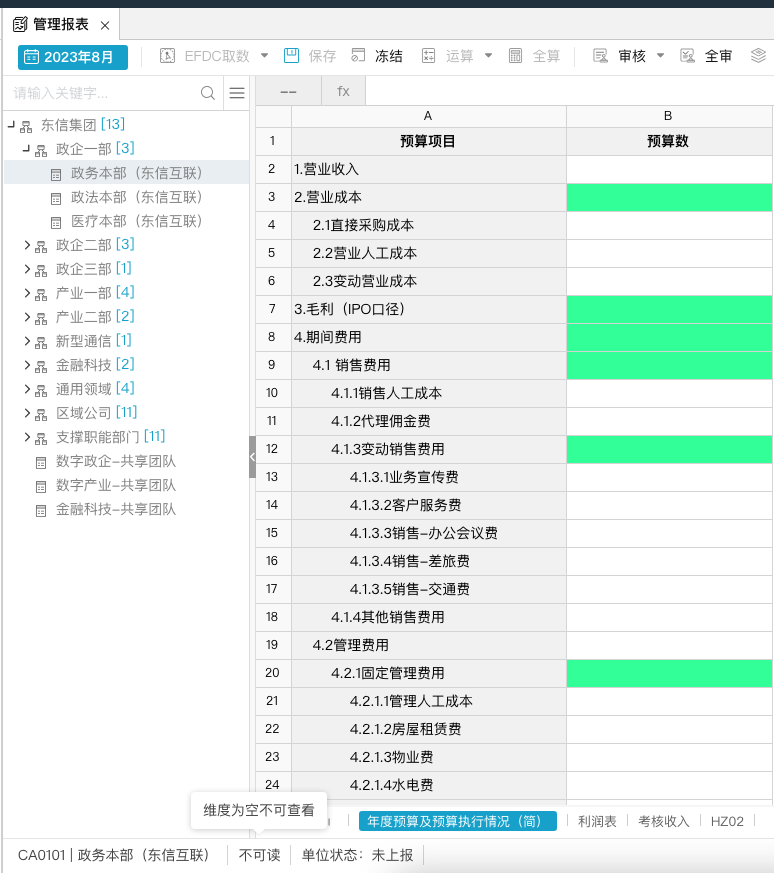 管理报表 ×
2023年8月 EFDC取数 保存 冻结 运算 全算 审核 全审
请输入关键字... -- fx
东信集团 [13]
政企一部 [3]
政务本部（东信互联）
政法本部（东信互联）
医疗本部（东信互联）
政企二部 [3]
政企三部 [1]
产业一部 [4]
产业二部 [2]
新型通信 [1]
金融科技 [2]
通用领域 [4]
区域公司 [11]
支撑职能部门 [11]
数字政企-共享团队
数字产业-共享团队
金融科技-共享团队
A B
1 预算项目 预算数
2 1.营业收入
3 2.营业成本
4 2.1直接采购成本
5 2.2营业人工成本
6 2.3变动营业成本
7 3.毛利（IPO口径）
8 4.期间费用
9 4.1 销售费用
10 4.1.1销售人工成本
11 4.1.2代理佣金费
12 4.1.3变动销售费用
13 4.1.3.1业务宣传费
14 4.1.3.2客户服务费
15 4.1.3.3销售-办公会议费
16 4.1.3.4销售-差旅费
17 4.1.3.5销售-交通费
18 4.1.4其他销售费用
19 4.2管理费用
20 4.2.1固定管理费用
21 4.2.1.1管理人工成本
22 4.2.1.2房屋租赁费
23 4.2.1.3物业费
24 4.2.1.4水电费
维度为空不可查看
年度预算及预算执行情况（简） 利润表 考核收入 HZ02
CA0101 | 政务本部（东信互联） 不可读 单位状态：未上报